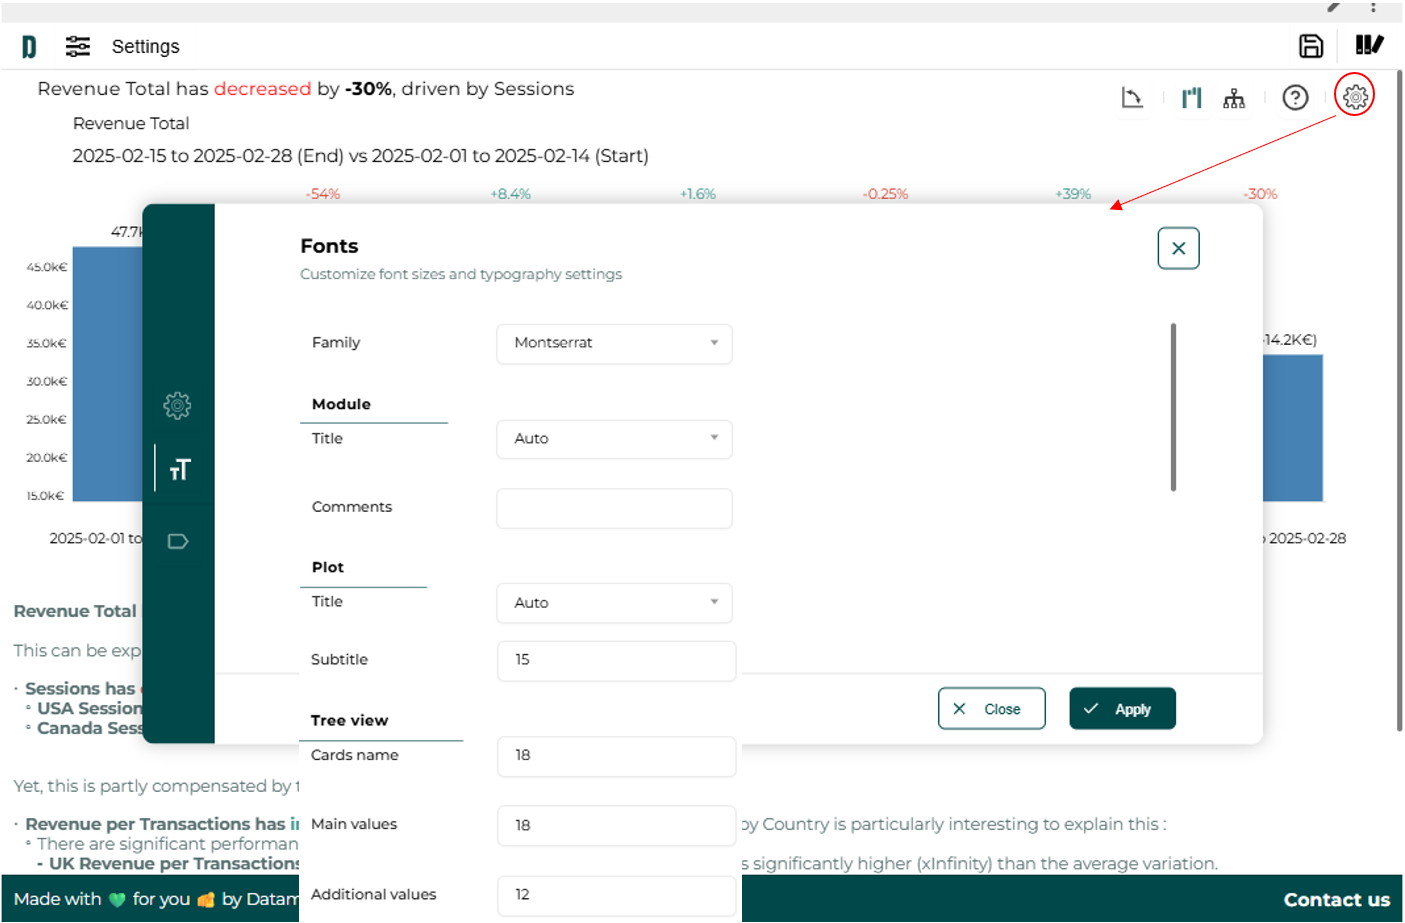 Settings
Revenue Total has decreased by -30%, driven by Sessions
Revenue Total
2025-02-15 to 2025-02-28 (End) vs 2025-02-01 to 2025-02-14 (Start)
-54% +8.4% +1.6% -0.25% +39% -30%
47.7k
45.0k€
40.0k€
35.0k€
30.0k€
25.0k€
20.0k€
15.0k€
2025-02-01 to
-14.2K€)
2025-02-28
Fonts
Customize font sizes and typography settings
Family Montserrat
Module
Title Auto
Comments
Plot
Title Auto
Subtitle 15
Tree view
Cards name 18
Main values 18
Additional values 12
Close Apply
Revenue Total
This can be exp
· Sessions has
◦ USA Session
◦ Canada Sess
Yet, this is partly compensated by
· Revenue per Transactions has in by Country is particularly interesting to explain this :
◦ There are significant performan
- UK Revenue per Transactions s significantly higher (xInfinity) than the average variation.
Made with 💚 for you 🧀 by Datam
Contact us